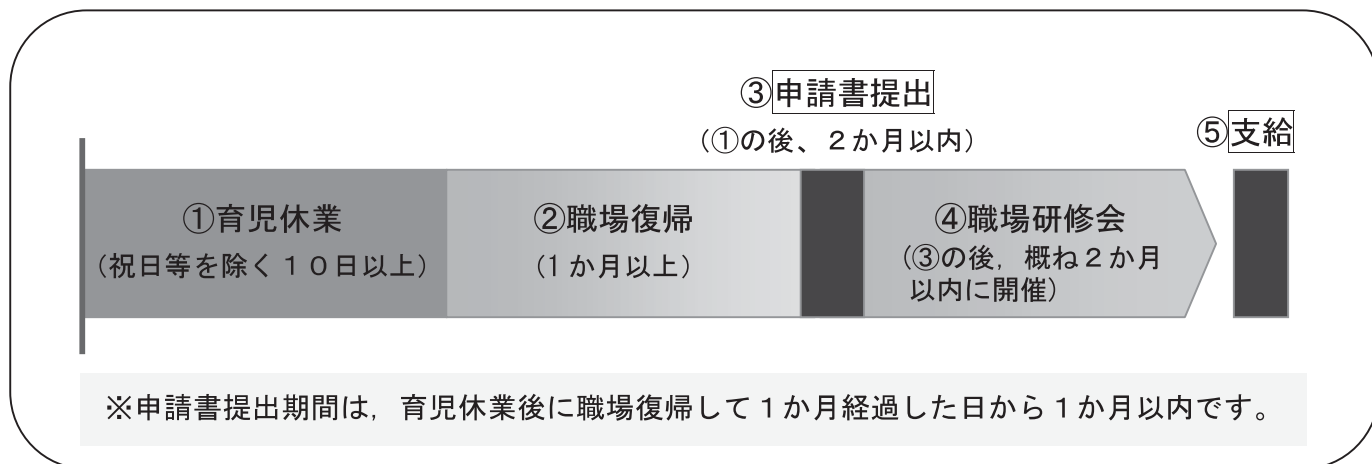 ③申請書提出
（①の後、２か月以内）
⑤支給
①育児休業
（祝日等を除く１０日以上）
②職場復帰
（1か月以上）
④職場研修会
（③の後，概ね２か月
以内に開催）
※申請書提出期間は，育児休業後に職場復帰して１か月経過した日から１か月以内です。